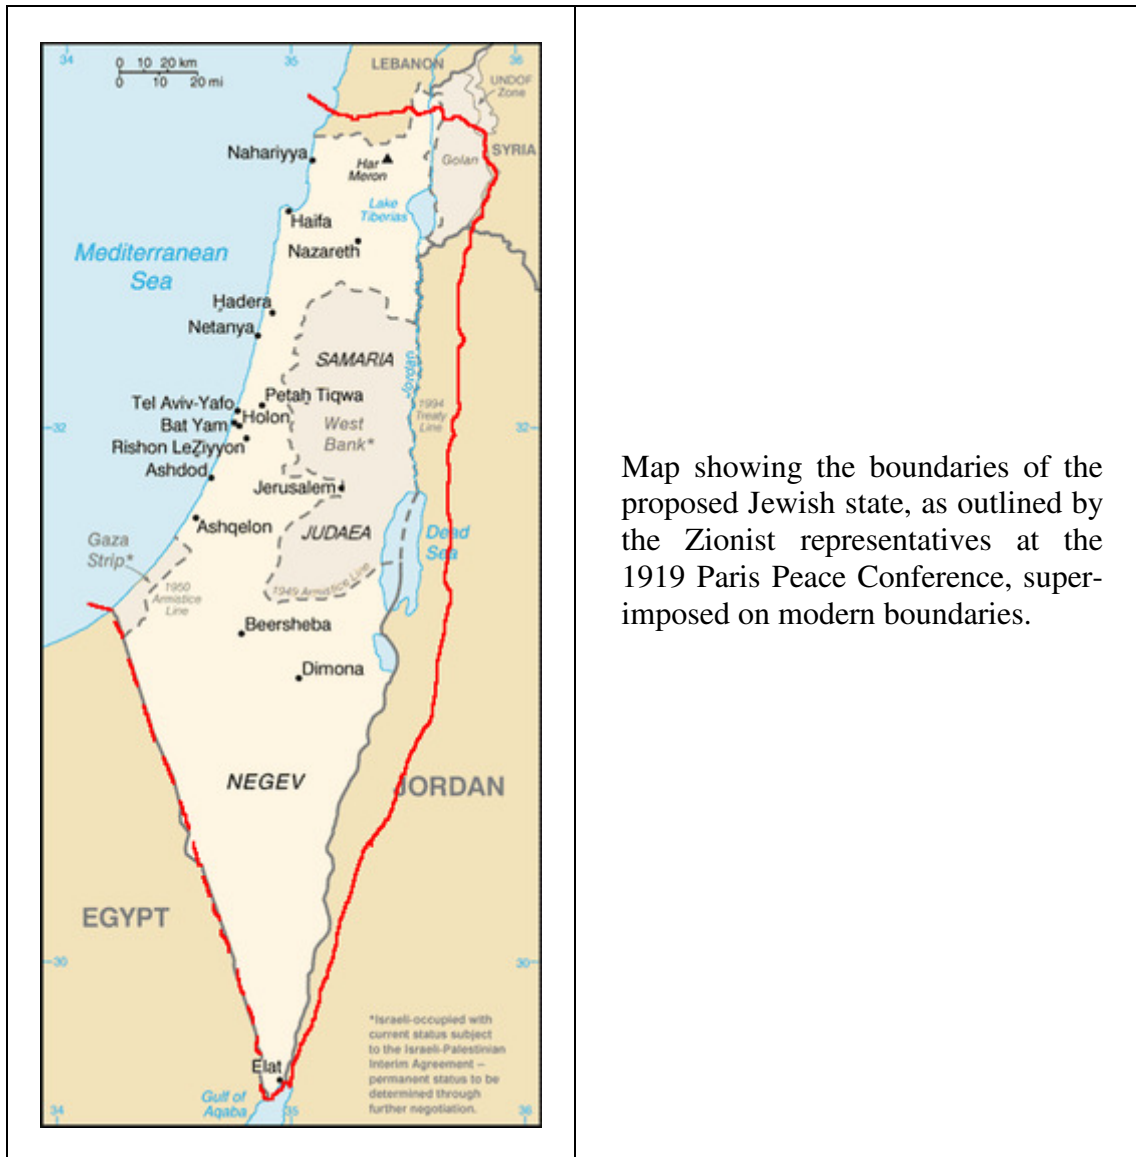 34
35
36
0 10 20 km
0 10 20 mi
LEBANON
UNDOF
Zone
SYRIA
Nahariyya
Har
Meron
Golan
Lake
Tiberias
Haifa
Nazareth
Mediterranean
Sea
Hadera
Netanya
SAMARIA
Jordan
Tel Aviv-Yafo
Petah Tiqwa
Bat Yam
Holon
West
Bank*
1994
Treaty
Line
32
32
Rishon LeZiyyon
Ashdod
Jerusalem
Ashqelon
JUDAEA
Dead
Sea
Gaza
Strip*
1950
Armistice
Line
1949 Armistice Line
Beersheba
Dimona
NEGEV
JORDAN
EGYPT
30
30
*Israeli-occupied with
current status subject
to the Israeli-Palestinian
Interim Agreement –
permanent status to be
determined through
further negotiation.
Elat
Gulf of
Aqaba
34
35
36
Map showing the boundaries of the
proposed Jewish state, as outlined by
the Zionist representatives at the
1919 Paris Peace Conference, super-
imposed on modern boundaries.